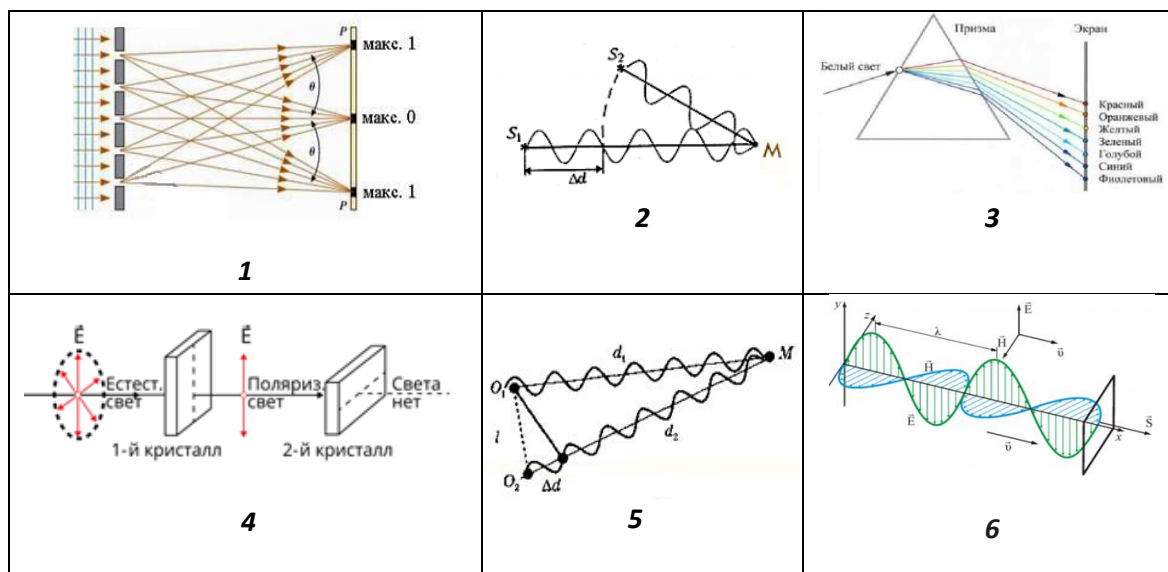 P
макс. 1
θ
макс. 0
θ
макс. 1
P
1
S₂
S₁
M
Δd
2
Призма
Экран
Белый свет
Красный
Оранжевый
Желтый
Зеленый
Голубой
Синий
Фиолетовый
3
E⃗
E⃗
Естест.
свет
Поляриз.
свет
Света
нет
1-й кристалл
2-й кристалл
4
d₁
M
O₁
l
d₂
O₂
Δd
5
y
z
λ
E⃗
H⃗
υ⃗
H⃗
E⃗
υ⃗
x
S⃗
6